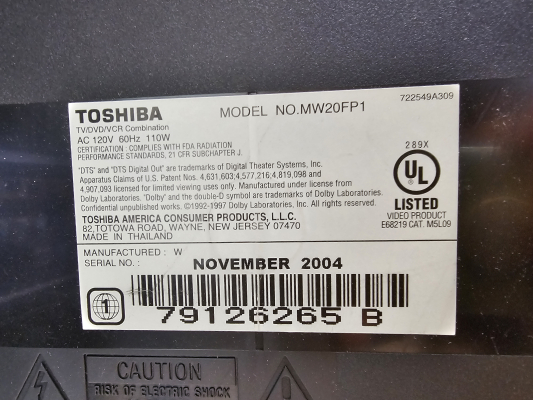 722549A309
TOSHIBA MODEL NO.MW20FP1
TV/DVD/VCR Combination
AC 120V 60Hz 110W
CERTIFICATION: COMPLIES WITH FDA RADIATION
PERFORMANCE STANDARDS, 21 CFR SUBCHAPTER J.
"DTS" and "DTS Digital Out" are trademarks of Digital Theater Systems, Inc.
Apparatus Claims of U.S. Patent Nos. 4,631,603;4,577,216;4,819,098 and
4,907,093 licensed for limited viewing uses only. Manufactured under license from
Dolby Laboratories. "Dolby" and the double-D symbol are trademarks of Dolby Laboratories.
Confidential unpublished works. ©1992-1997 Dolby Laboratories, Inc. All rights reserved.
TOSHIBA AMERICA CONSUMER PRODUCTS, L.L.C.
82,TOTOWA ROAD, WAYNE, NEW JERSEY 07470
MADE IN THAILAND
289X
UL
LISTED
VIDEO PRODUCT
E68219 CAT. M5L09
MANUFACTURED : W
SERIAL NO. :
NOVEMBER 2004
1
79126265 B
CAUTION
RISK OF ELECTRIC SHOCK